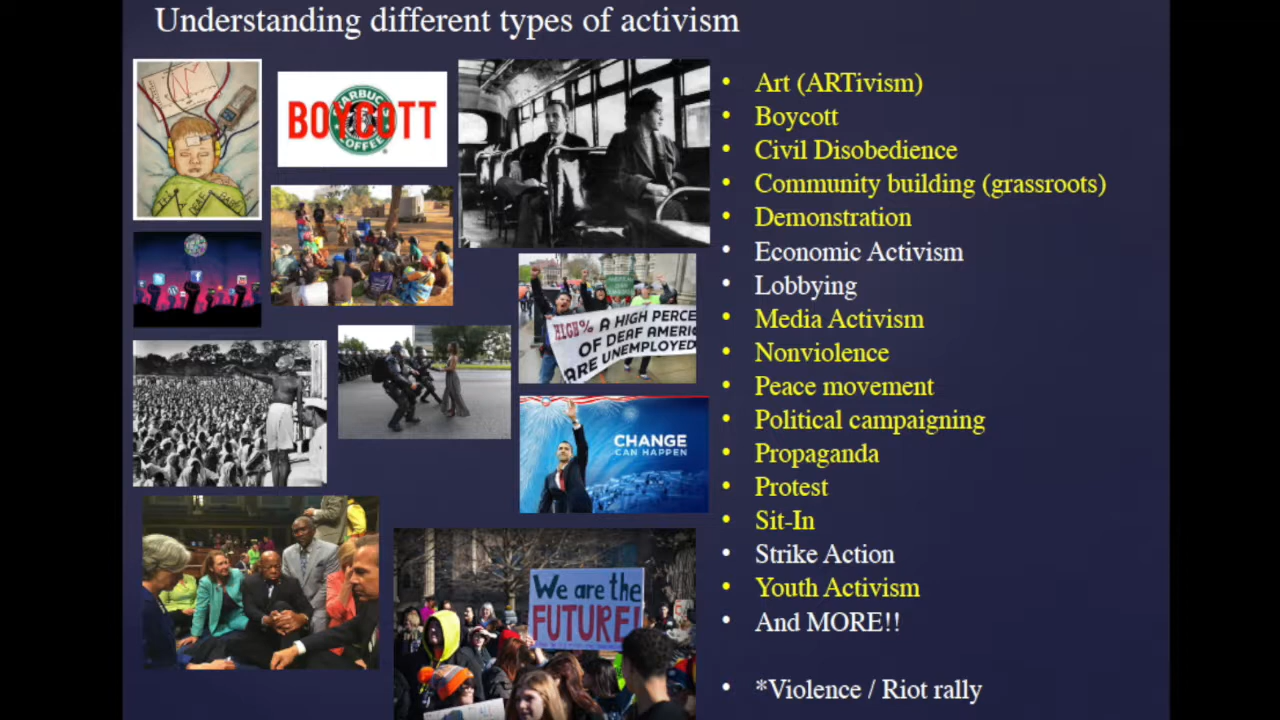 Understanding different types of activism
BOYCOTT
COFFEE
HIGH% A HIGH PERCE
OF DEAF AMERIC
ARE UNEMPLOYED
CHANGE
CAN HAPPEN
We are the
FUTURE!
• Art (ARTivism)
• Boycott
• Civil Disobedience
• Community building (grassroots)
• Demonstration
• Economic Activism
• Lobbying
• Media Activism
• Nonviolence
• Peace movement
• Political campaigning
• Propaganda
• Protest
• Sit-In
• Strike Action
• Youth Activism
• And MORE!!
• *Violence / Riot rally